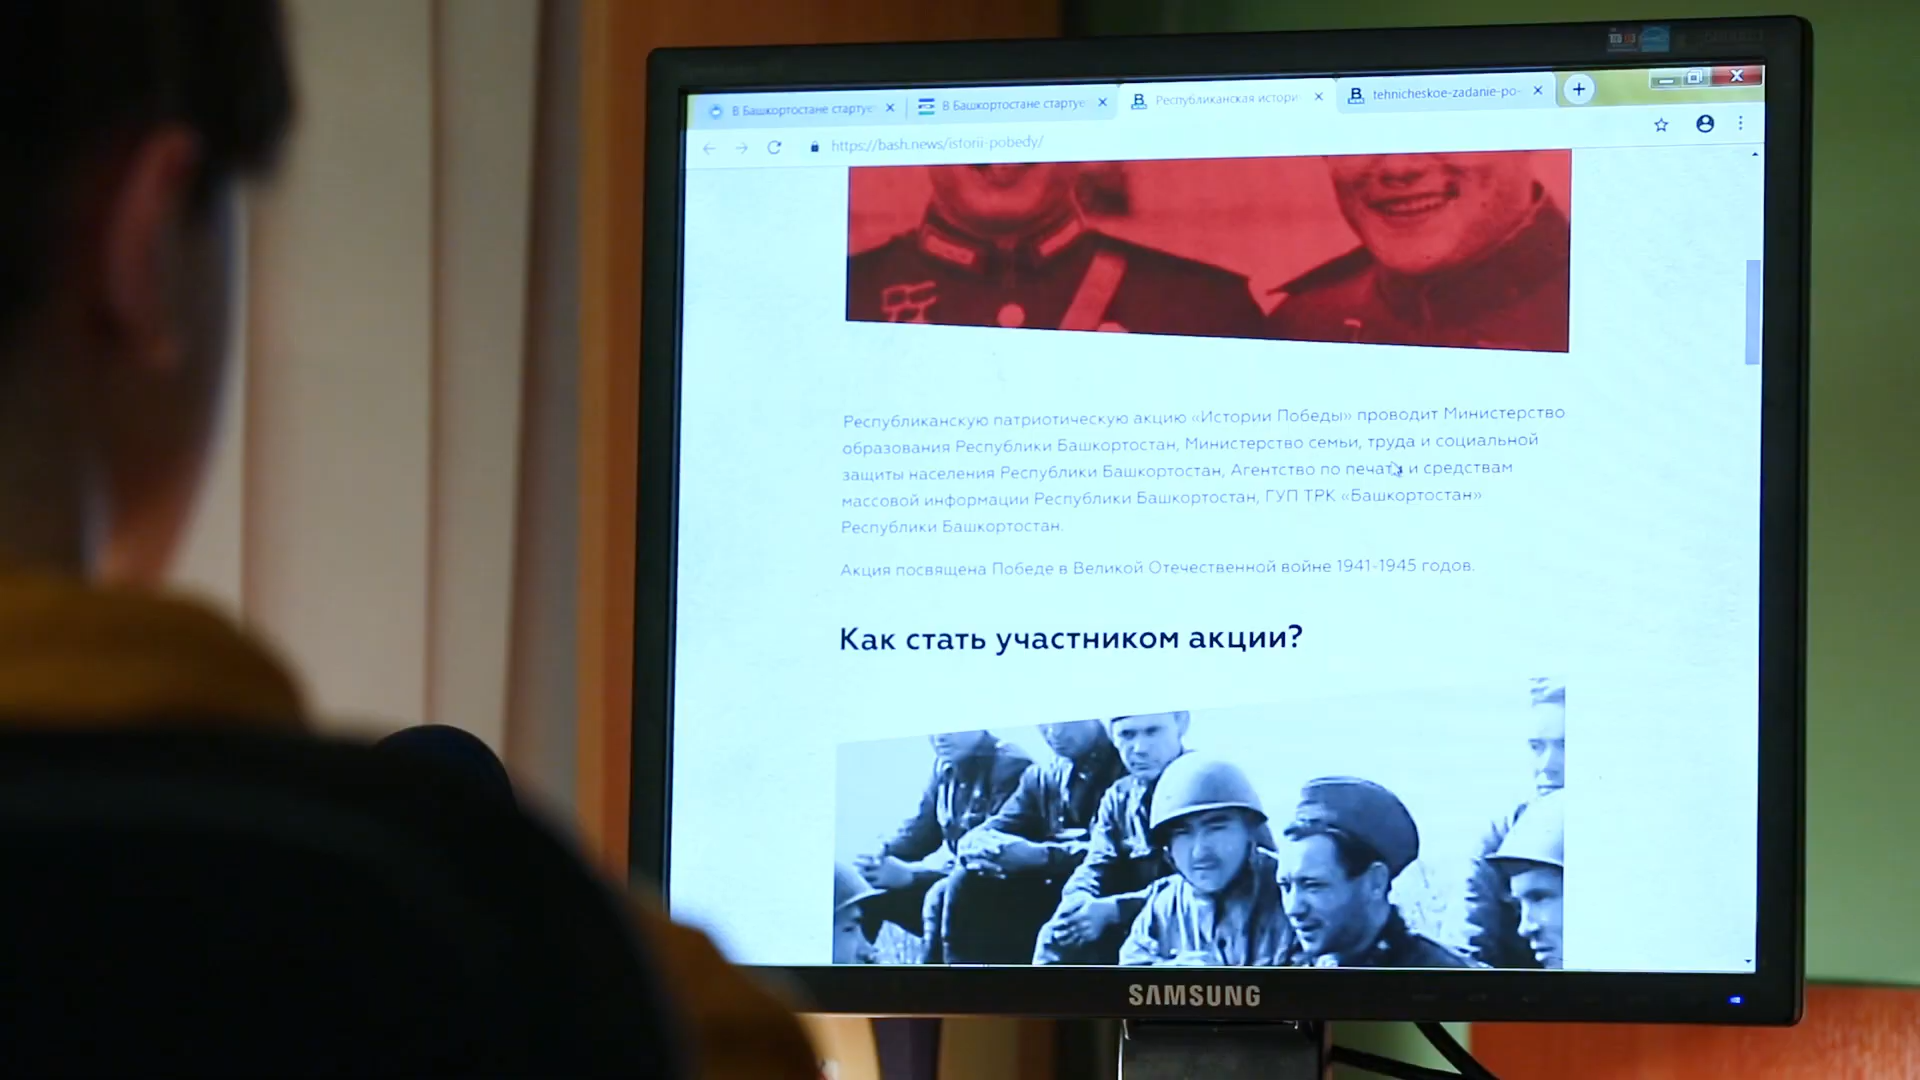 В Башкортостане стартуе
В Башкортостане стартуе
Республиканская истори
tehnicheskoe-zadanie-po-
https://bash.news/istorii-pobedy/
Республиканскую патриотическую акцию «Истории Победы» проводит Министерство
образования Республики Башкортостан, Министерство семьи, труда и социальной
защиты населения Республики Башкортостан, Агентство по печати и средствам
массовой информации Республики Башкортостан, ГУП ТРК «Башкортостан»
Республики Башкортостан.
Акция посвящена Победе в Великой Отечественной войне 1941-1945 годов.
Как стать участником акции?
SAMSUNG